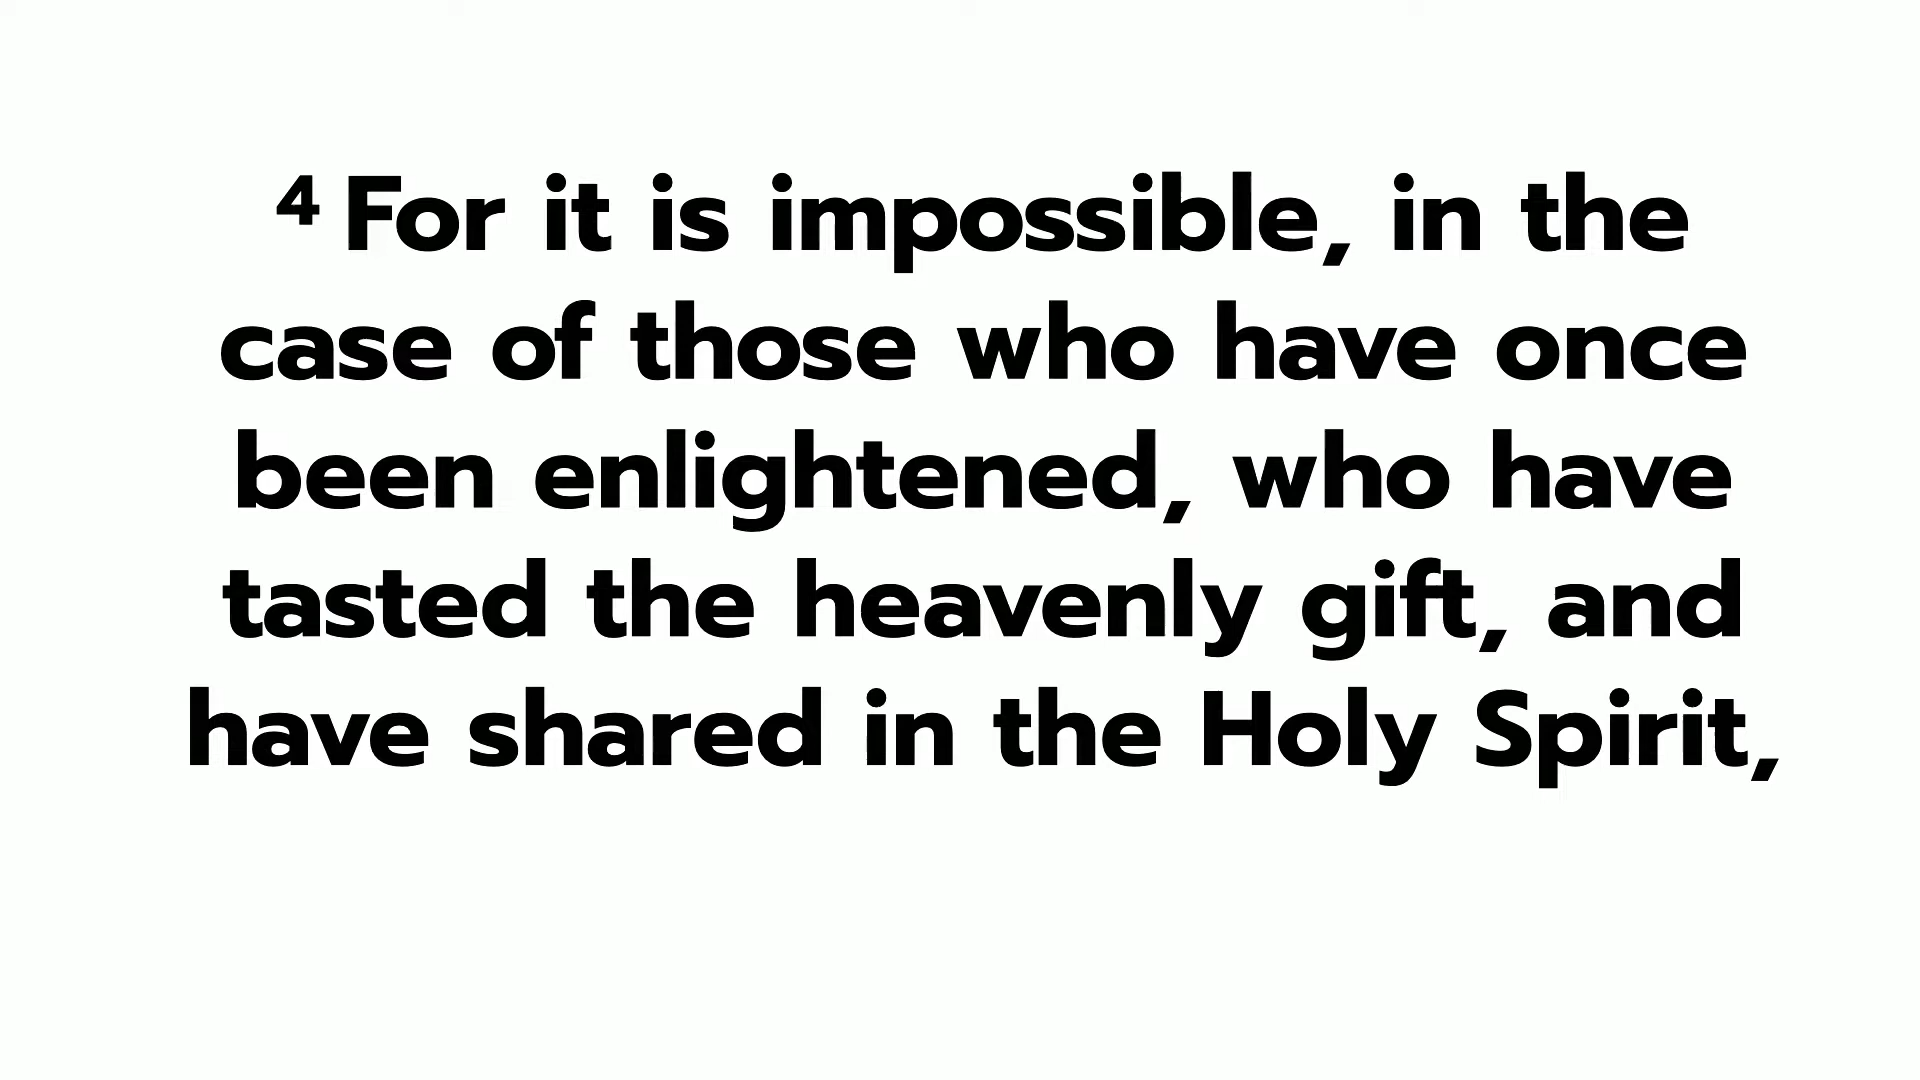 4 For it is impossible, in the
case of those who have once
been enlightened, who have
tasted the heavenly gift, and
have shared in the Holy Spirit,